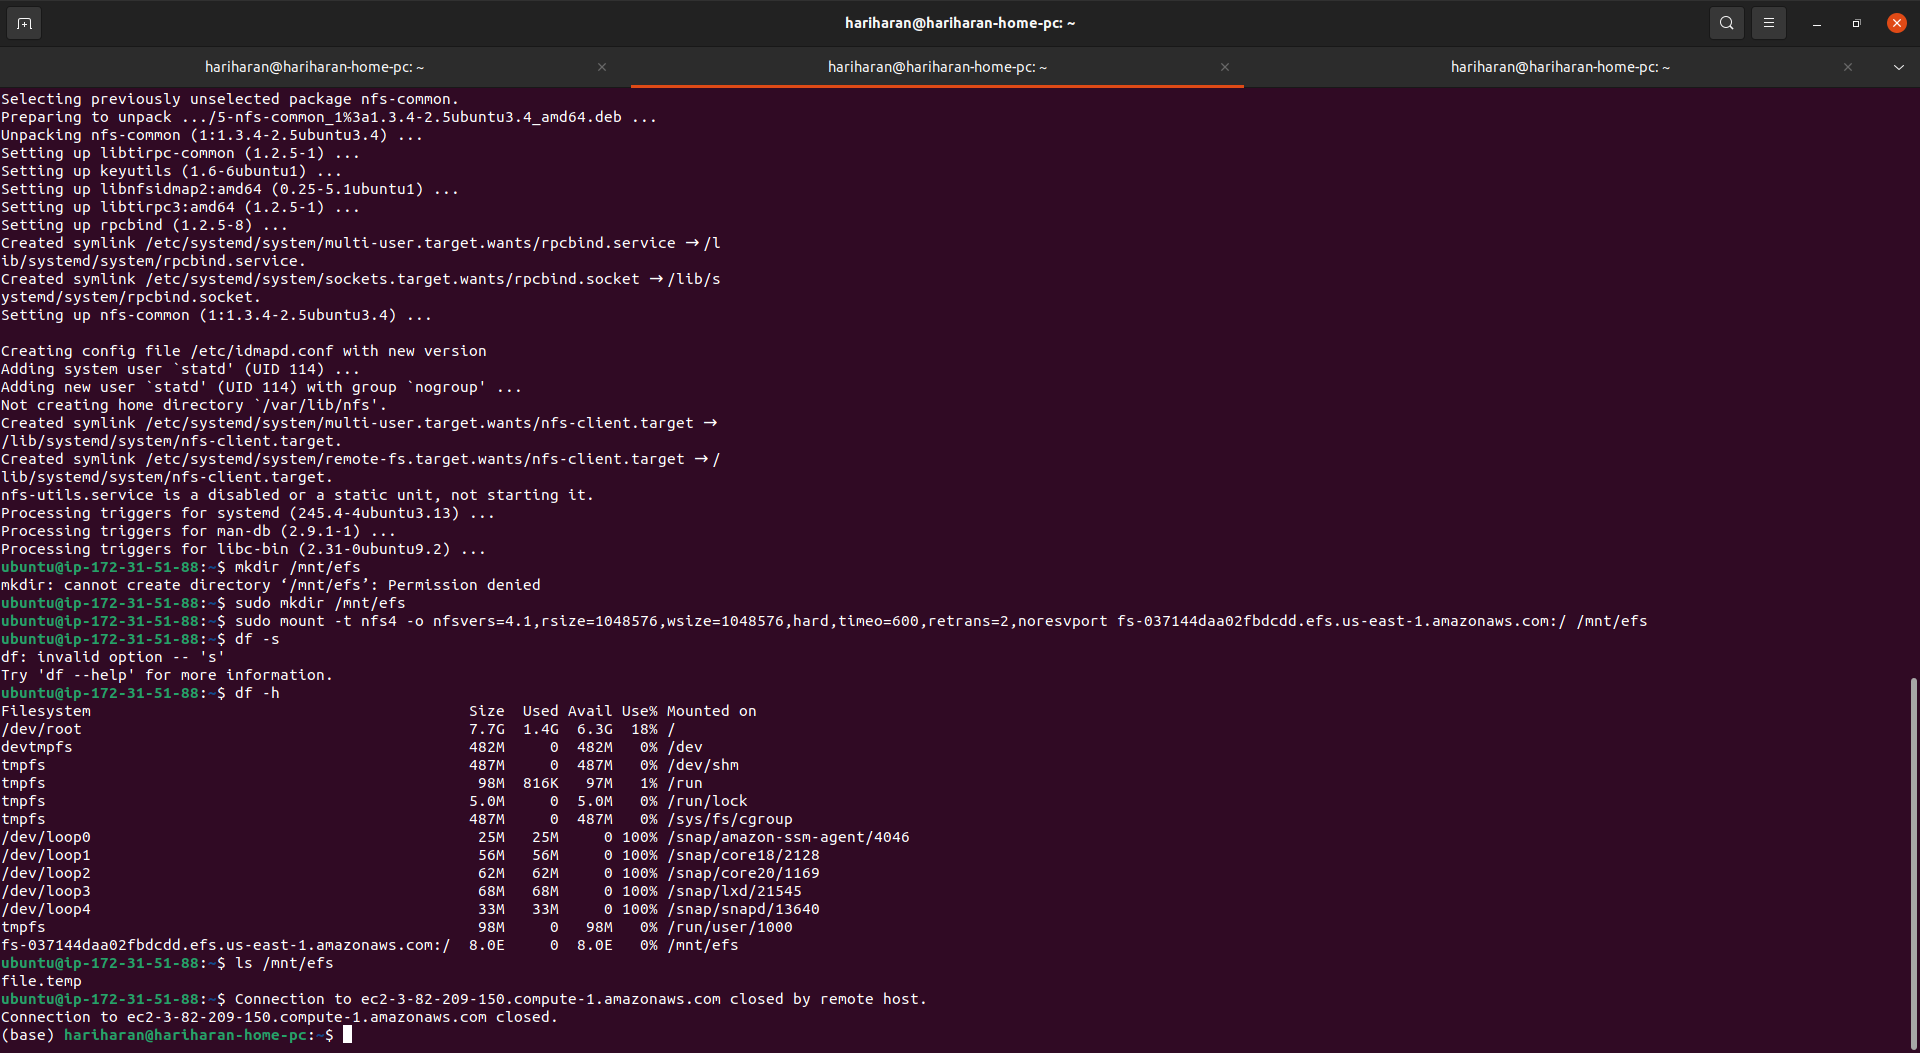 hariharan@hariharan-home-pc: ~
hariharan@hariharan-home-pc: ~
hariharan@hariharan-home-pc: ~
hariharan@hariharan-home-pc: ~
Selecting previously unselected package nfs-common.
Preparing to unpack .../5-nfs-common_1%3a1.3.4-2.5ubuntu3.4_amd64.deb ...
Unpacking nfs-common (1:1.3.4-2.5ubuntu3.4) ...
Setting up libtirpc-common (1.2.5-1) ...
Setting up keyutils (1.6-6ubuntu1) ...
Setting up libnfsidmap2:amd64 (0.25-5.1ubuntu1) ...
Setting up libtirpc3:amd64 (1.2.5-1) ...
Setting up rpcbind (1.2.5-8) ...
Created symlink /etc/systemd/system/multi-user.target.wants/rpcbind.service → /l
ib/systemd/system/rpcbind.service.
Created symlink /etc/systemd/system/sockets.target.wants/rpcbind.socket → /lib/s
ystemd/system/rpcbind.socket.
Setting up nfs-common (1:1.3.4-2.5ubuntu3.4) ...
Creating config file /etc/idmapd.conf with new version
Adding system user `statd' (UID 114) ...
Adding new user `statd' (UID 114) with group `nogroup' ...
Not creating home directory `/var/lib/nfs'.
Created symlink /etc/systemd/system/multi-user.target.wants/nfs-client.target →
/lib/systemd/system/nfs-client.target.
Created symlink /etc/systemd/system/remote-fs.target.wants/nfs-client.target → /
lib/systemd/system/nfs-client.target.
nfs-utils.service is a disabled or a static unit, not starting it.
Processing triggers for systemd (245.4-4ubuntu3.13) ...
Processing triggers for man-db (2.9.1-1) ...
Processing triggers for libc-bin (2.31-0ubuntu9.2) ...
ubuntu@ip-172-31-51-88:~$ mkdir /mnt/efs
mkdir: cannot create directory ‘/mnt/efs’: Permission denied
ubuntu@ip-172-31-51-88:~$ sudo mkdir /mnt/efs
ubuntu@ip-172-31-51-88:~$ sudo mount -t nfs4 -o nfsvers=4.1,rsize=1048576,wsize=1048576,hard,timeo=600,retrans=2,noresvport fs-037144daa02fbdcdd.efs.us-east-1.amazonaws.com:/ /mnt/efs
ubuntu@ip-172-31-51-88:~$ df -s
df: invalid option -- 's'
Try 'df --help' for more information.
ubuntu@ip-172-31-51-88:~$ df -h
Filesystem Size Used Avail Use% Mounted on
/dev/root 7.7G 1.4G 6.3G 18% /
devtmpfs 482M 0 482M 0% /dev
tmpfs 487M 0 487M 0% /dev/shm
tmpfs 98M 816K 97M 1% /run
tmpfs 5.0M 0 5.0M 0% /run/lock
tmpfs 487M 0 487M 0% /sys/fs/cgroup
/dev/loop0 25M 25M 0 100% /snap/amazon-ssm-agent/4046
/dev/loop1 56M 56M 0 100% /snap/core18/2128
/dev/loop2 62M 62M 0 100% /snap/core20/1169
/dev/loop3 68M 68M 0 100% /snap/lxd/21545
/dev/loop4 33M 33M 0 100% /snap/snapd/13640
tmpfs 98M 0 98M 0% /run/user/1000
fs-037144daa02fbdcdd.efs.us-east-1.amazonaws.com:/ 8.0E 0 8.0E 0% /mnt/efs
ubuntu@ip-172-31-51-88:~$ ls /mnt/efs
file.temp
ubuntu@ip-172-31-51-88:~$ Connection to ec2-3-82-209-150.compute-1.amazonaws.com closed by remote host.
Connection to ec2-3-82-209-150.compute-1.amazonaws.com closed.
(base) hariharan@hariharan-home-pc:~$